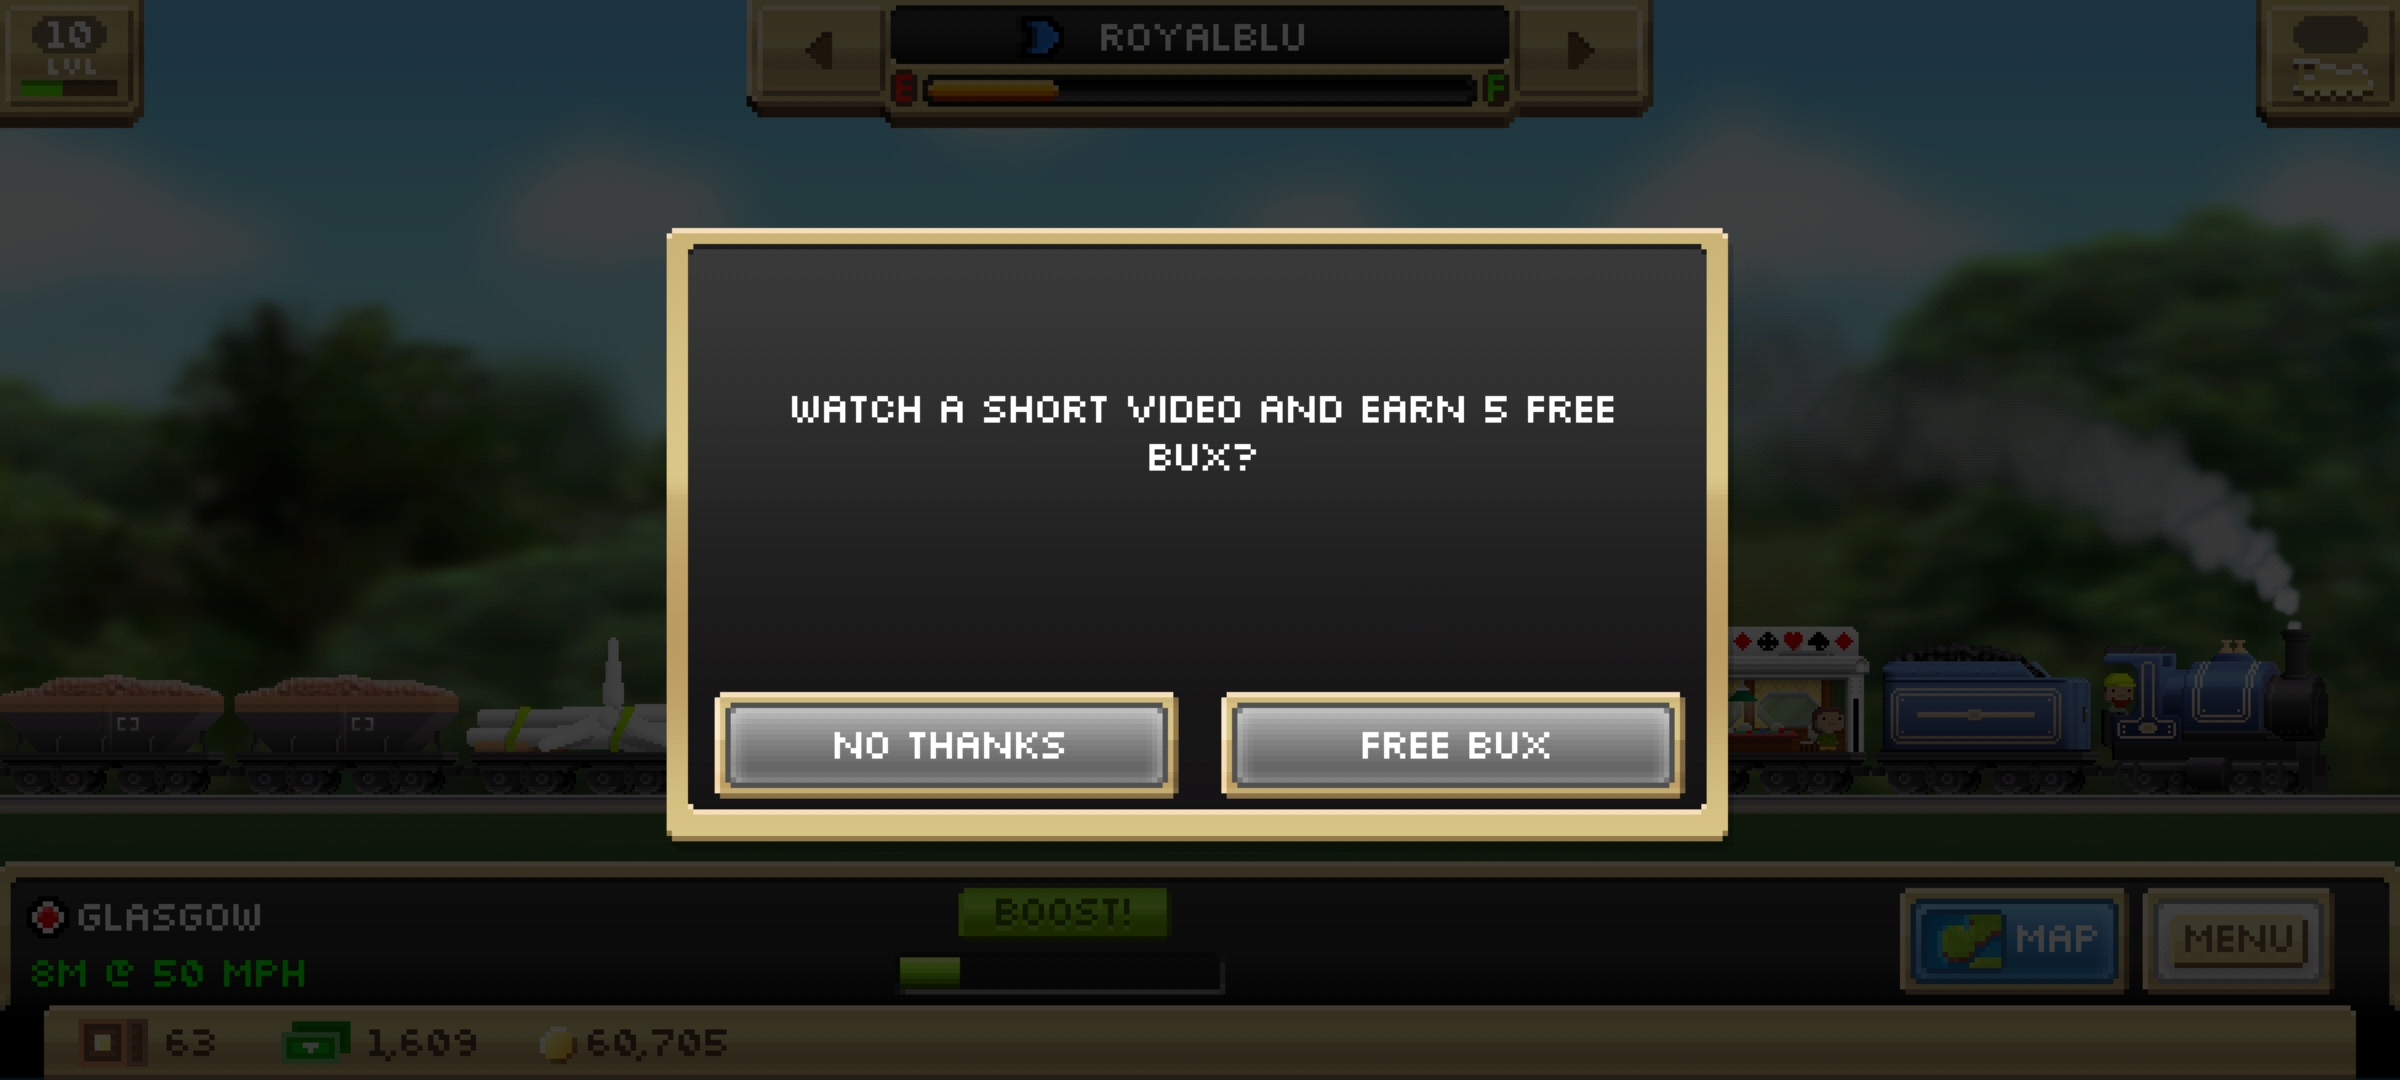 10
LVL
ROYALBLU
E
F
WATCH A SHORT VIDEO AND EARN 5 FREE
BUX?
NO THANKS
FREE BUX
GLASGOW
8M @ 50 MPH
BOOST!
MAP
MENU
63
1,609
60,705